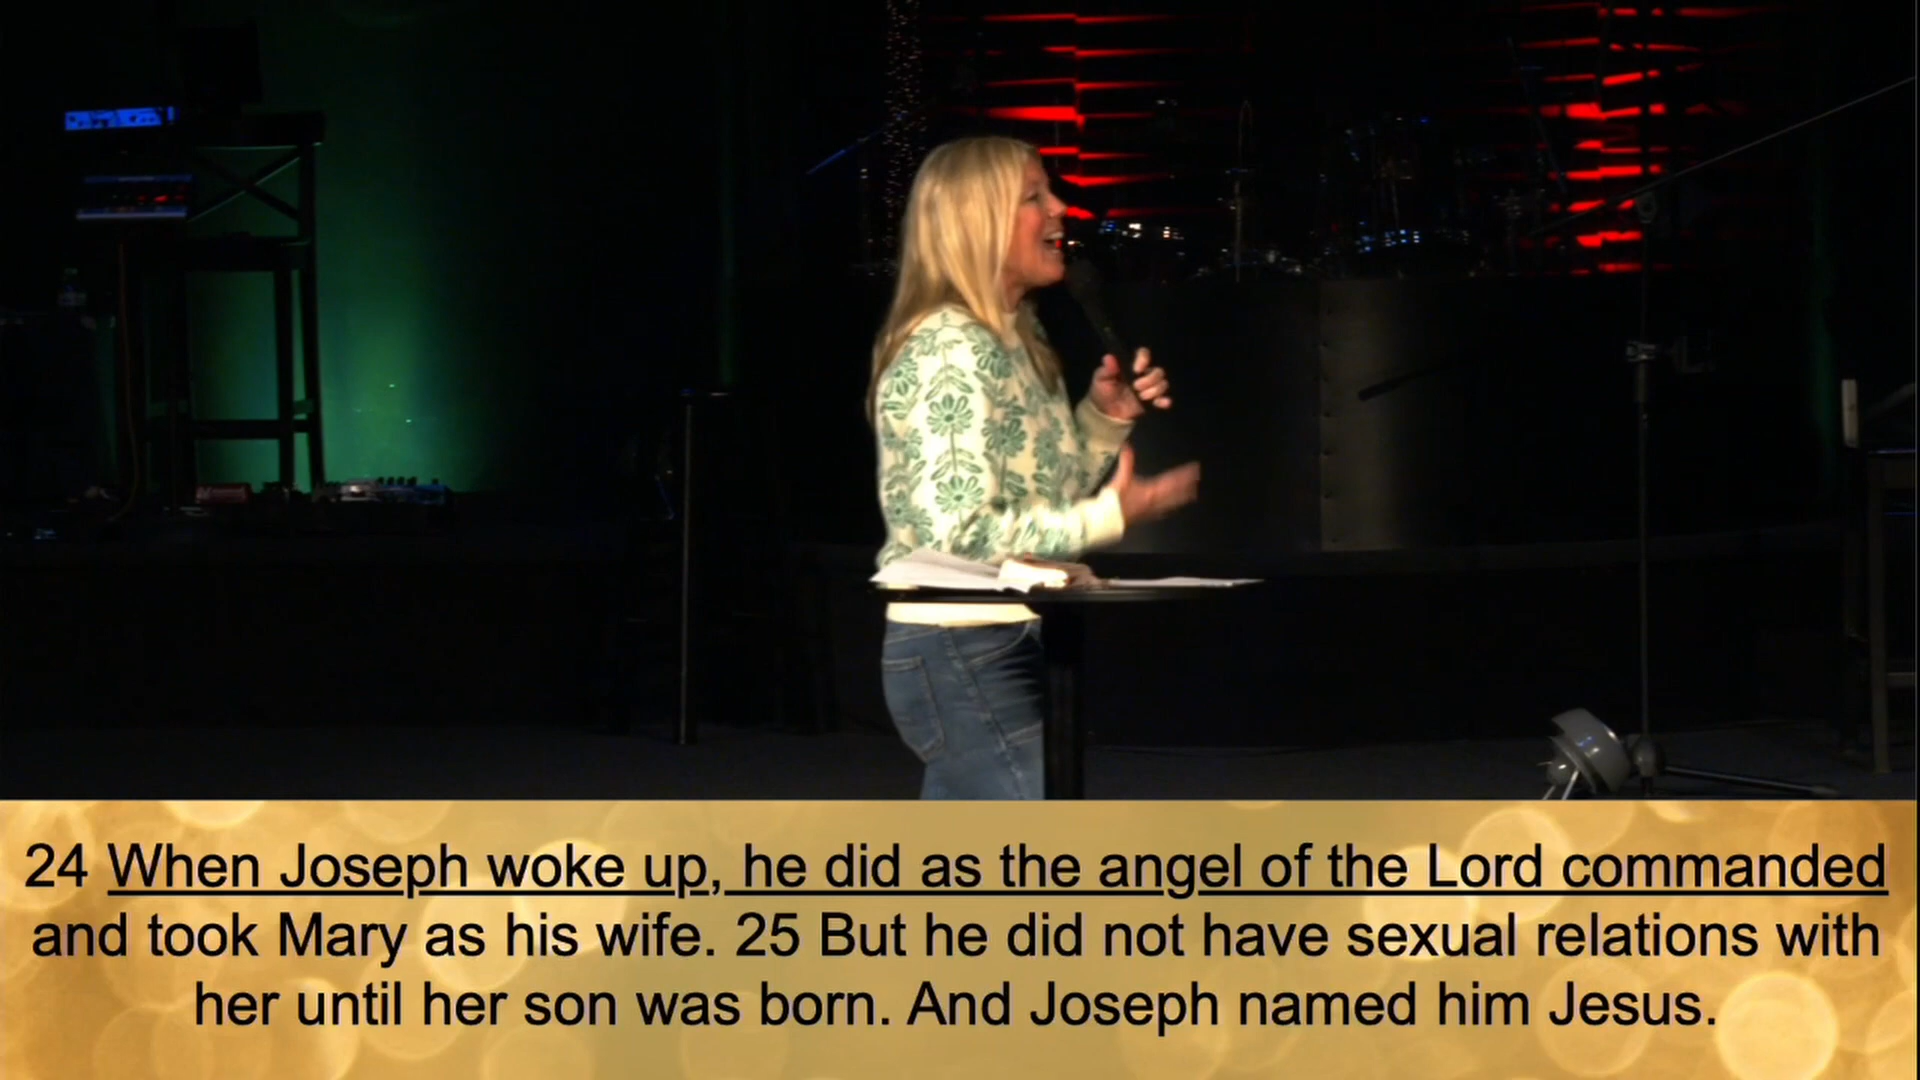 24 When Joseph woke up, he did as the angel of the Lord commanded
and took Mary as his wife. 25 But he did not have sexual relations with
her until her son was born. And Joseph named him Jesus.